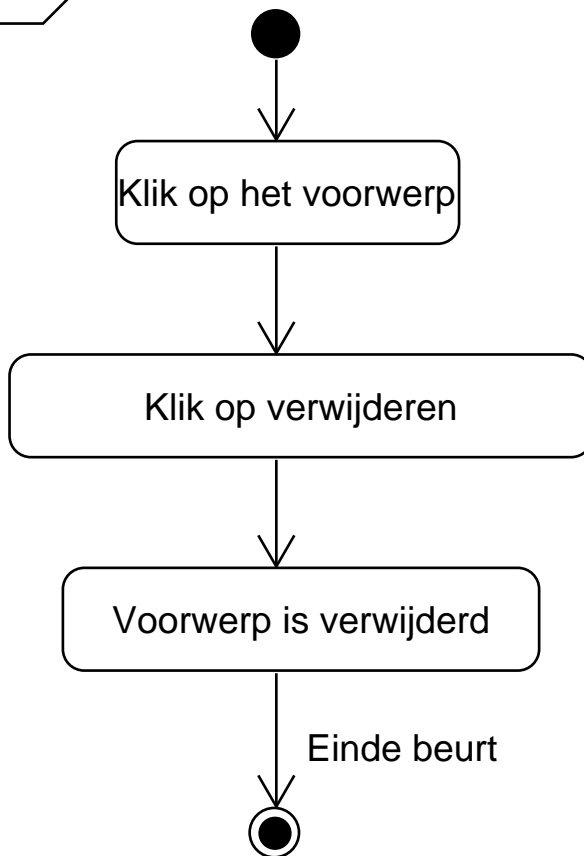 Klik op het voorwerp
Klik op verwijderen
Voorwerp is verwijderd
Einde beurt